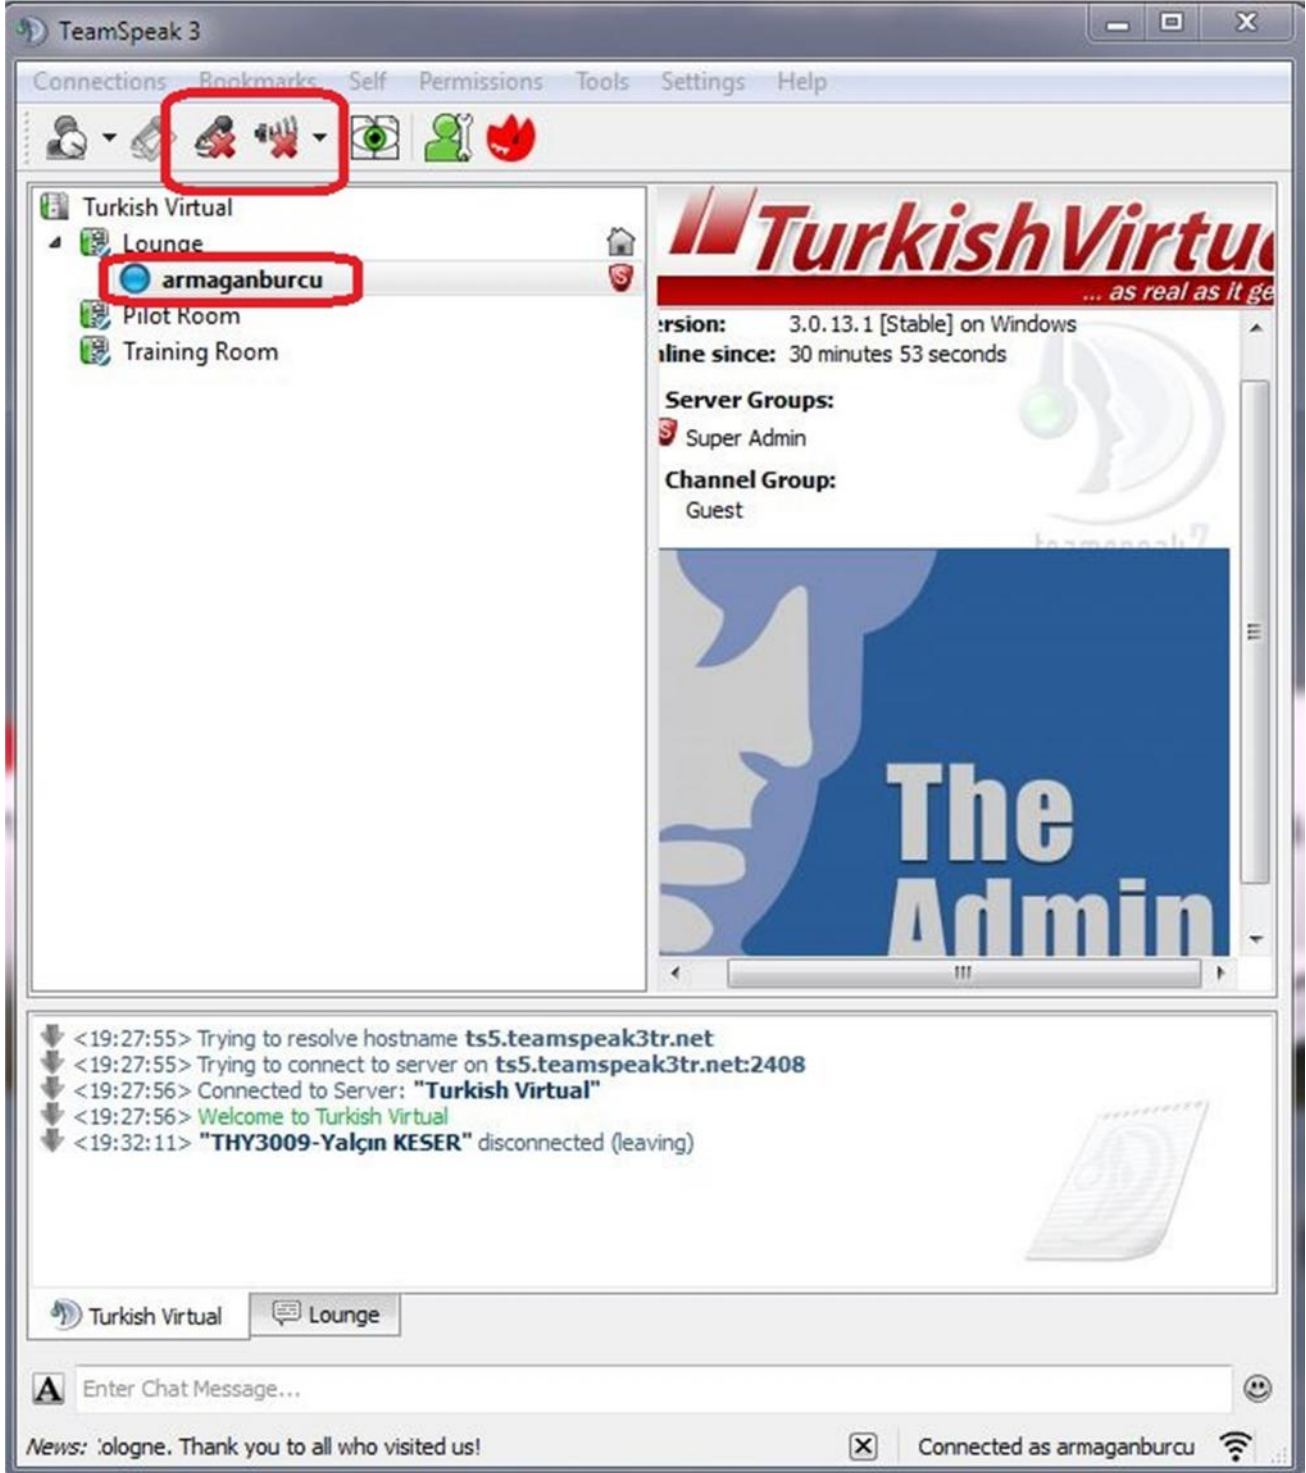 TeamSpeak 3
Connections Bookmarks Self Permissions Tools Settings Help
Turkish Virtual
Lounge
armaganburcu
S
Pilot Room
Training Room
TurkishVirtu
... as real as it ge
ersion: 3.0.13.1 [Stable] on Windows
nline since: 30 minutes 53 seconds
Server Groups:
S Super Admin
Channel Group:
Guest
The
Admin
<19:27:55> Trying to resolve hostname ts5.teamspeak3tr.net
<19:27:55> Trying to connect to server on ts5.teamspeak3tr.net:2408
<19:27:56> Connected to Server: "Turkish Virtual"
<19:27:56> Welcome to Turkish Virtual
<19:32:11> "THY3009-Yalçın KESER" disconnected (leaving)
Turkish Virtual Lounge
A Enter Chat Message...
News: ologne. Thank you to all who visited us! Connected as armaganburcu